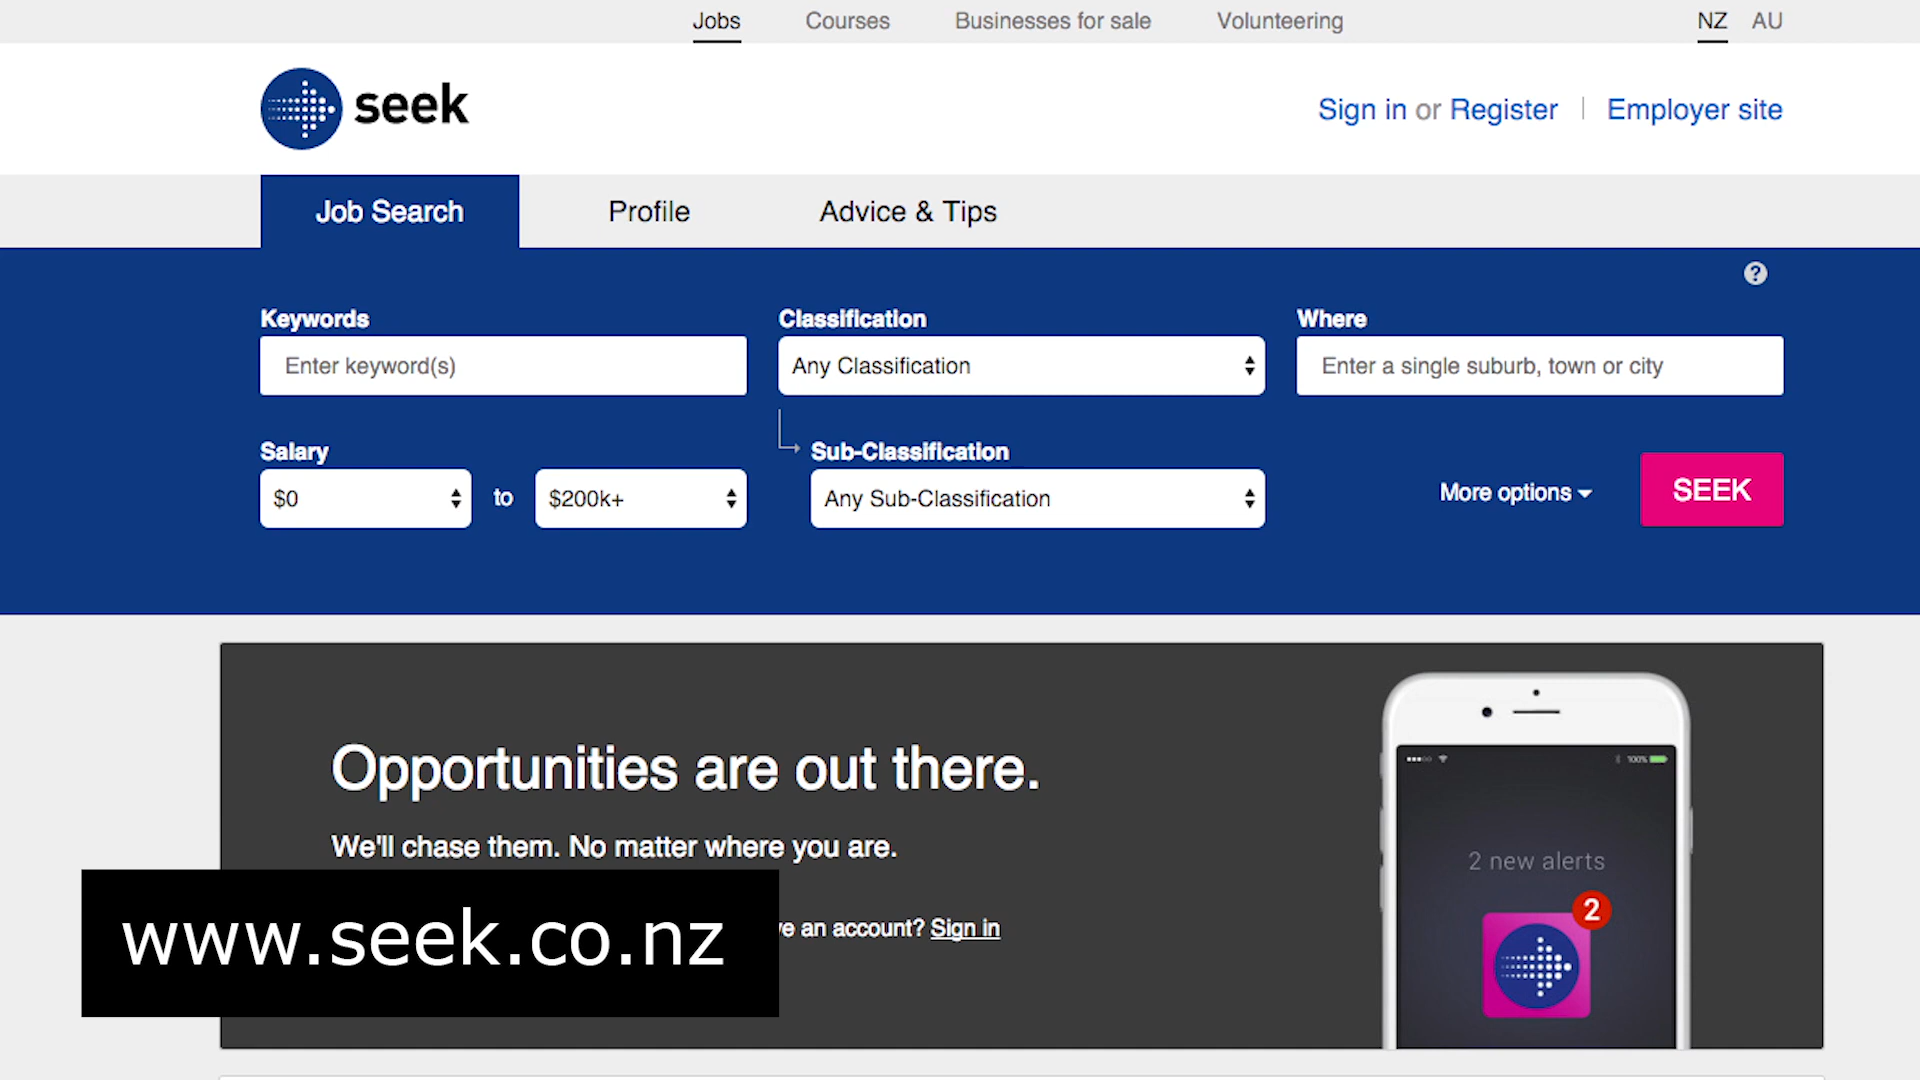 Jobs Courses Businesses for sale Volunteering NZ AU
seek
Sign in or Register Employer site
Job Search Profile Advice & Tips
?
Keywords Classification Where
Enter keyword(s) Any Classification Enter a single suburb, town or city
Salary Sub-Classification
$0 to $200k+ Any Sub-Classification More options SEEK
Opportunities are out there.
We'll chase them. No matter where you are.
an account? Sign in
www.seek.co.nz
100%
2 new alerts
2